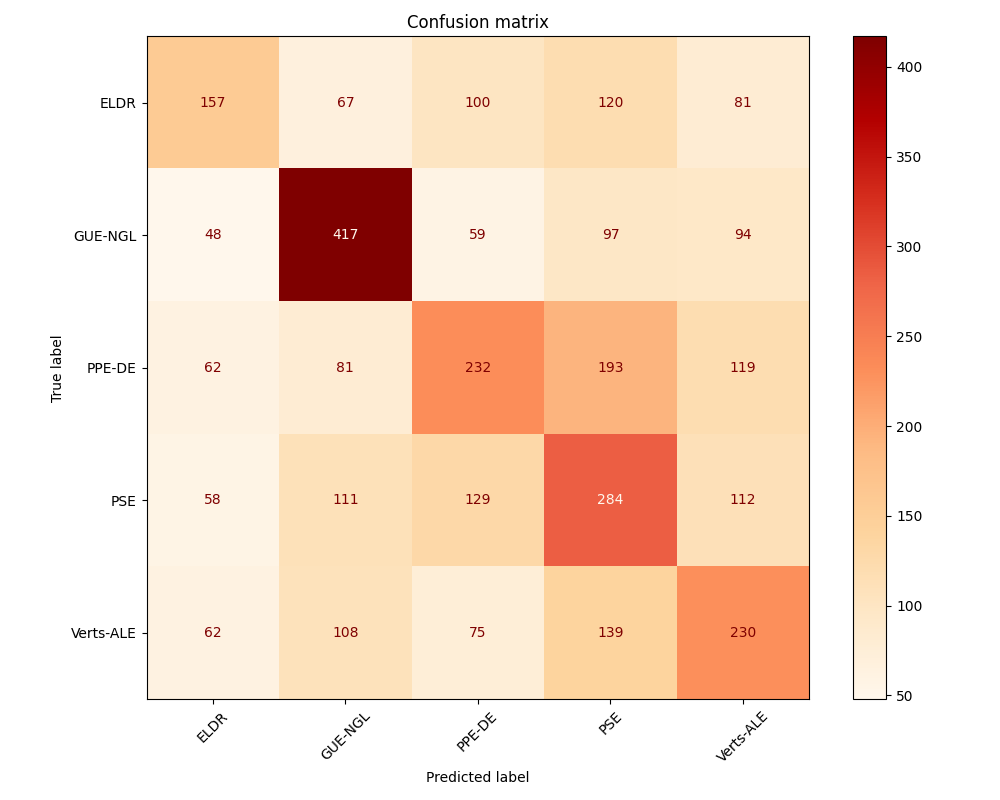 Confusion matrix
ELDR 157 67 100 120 81
GUE-NGL 48 417 59 97 94
PPE-DE 62 81 232 193 119
PSE 58 111 129 284 112
Verts-ALE 62 108 75 139 230
True label
ELDR GUE-NGL PPE-DE PSE Verts-ALE
Predicted label
400
350
300
250
200
150
100
50